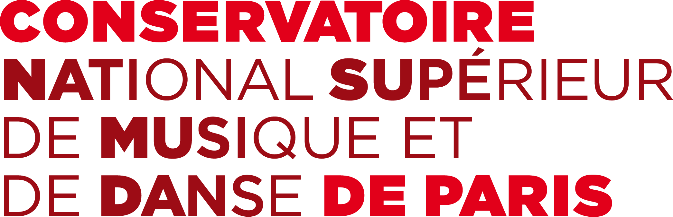 CONSERVATOIRE
NATIONAL SUPÉRIEUR
DE MUSIQUE ET
DE DANSE DE PARIS